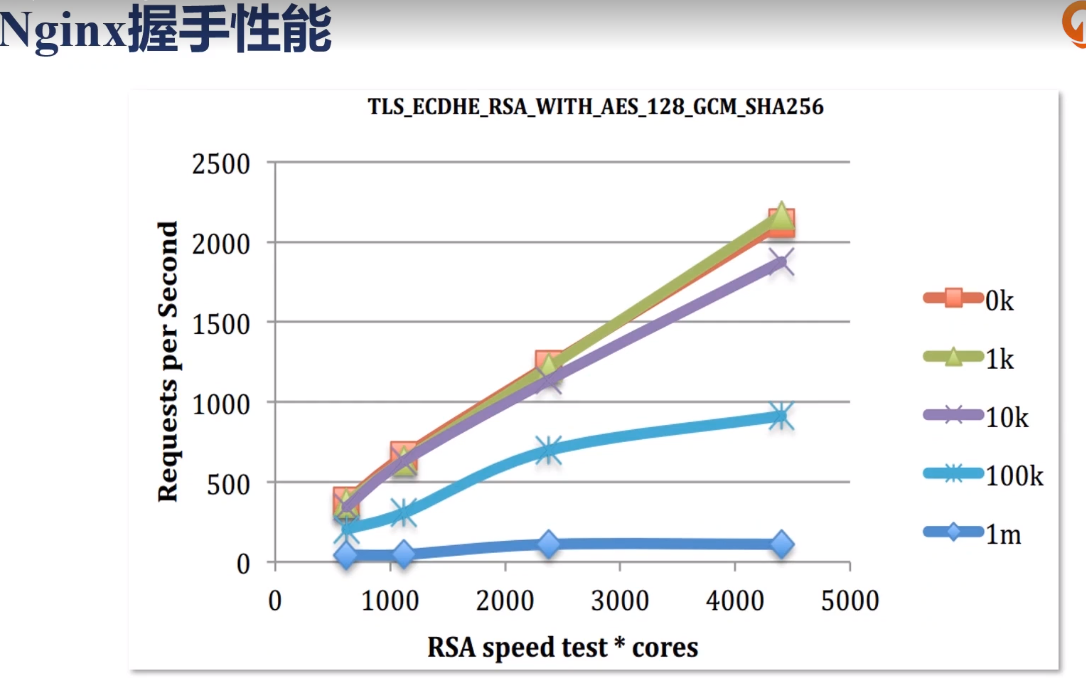 Nginx握手性能
TLS_ECDHE_RSA_WITH_AES_128_GCM_SHA256
2500
2000
1500
1000
500
0
Requests per Second
0 1000 2000 3000 4000 5000
RSA speed test * cores
0k
1k
10k
100k
1m